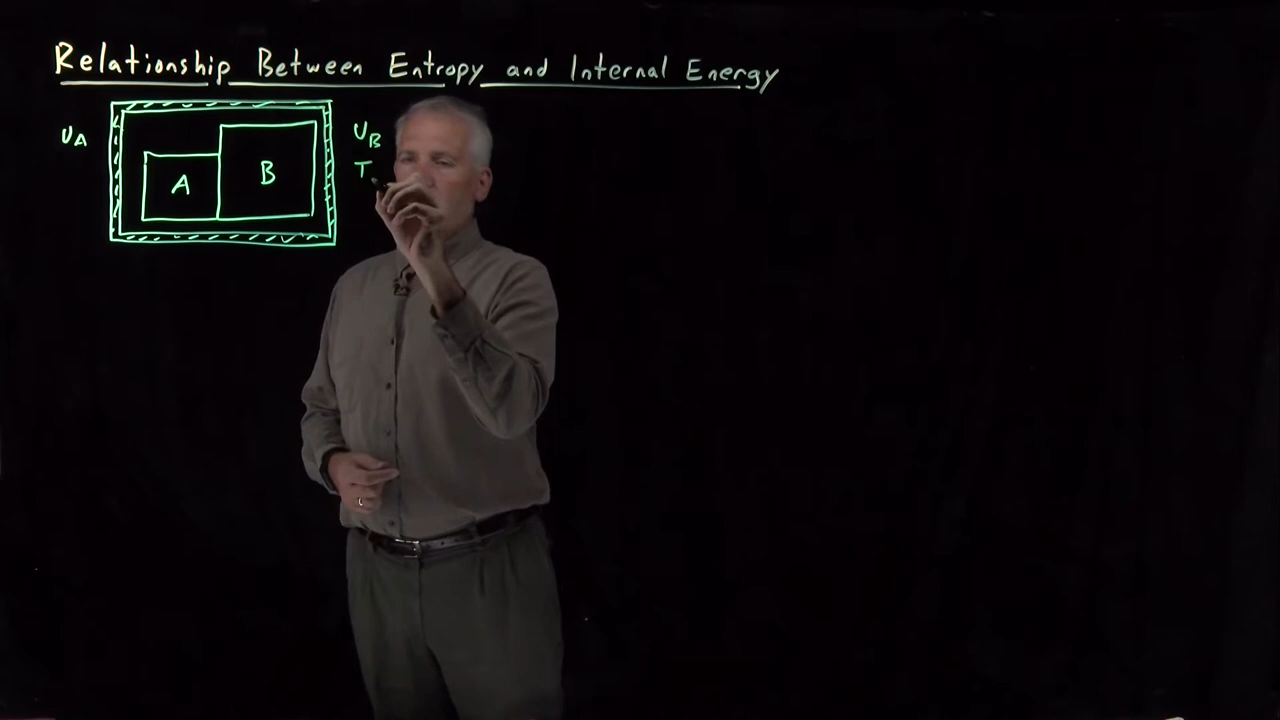 Relationship Between Entropy and Internal Energy
U_A
U_B
T
A
B